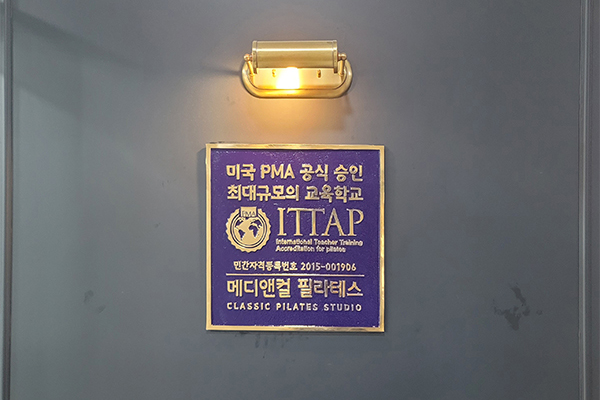 미국 PMA 공식 승인
최대규모의 교육학교
PMA
ITTAP
International Teacher Training
Accreditation for pilates
민간자격등록번호 2015-001906
메디앤컬 필라테스
CLASSIC PILATES STUDIO